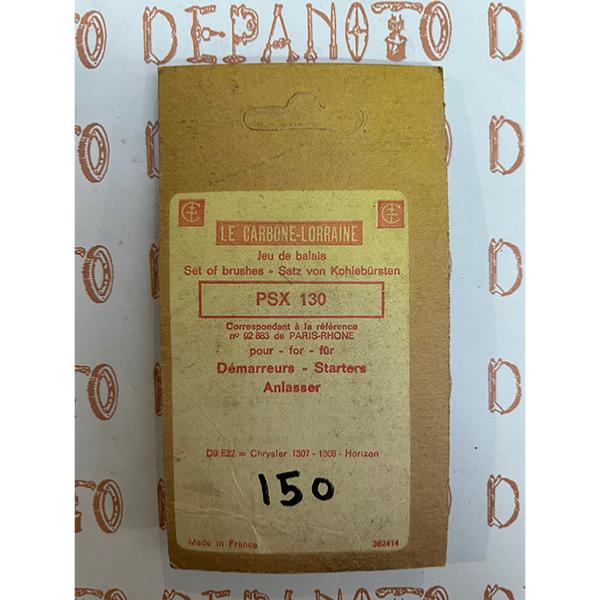 DEPANOTO
LE CARBONE-LORRAINE
Jeu de balais
Set of brushes - Satz von Kohlebürsten
PSX 130
Correspondant à la référence
nº 92 883 de PARIS-RHONE
pour - for - für
Démarreurs - Starters
Anlasser
D9 E32 = Chrysler 1307 - 1308 - Horizon
150
Made in France
362414